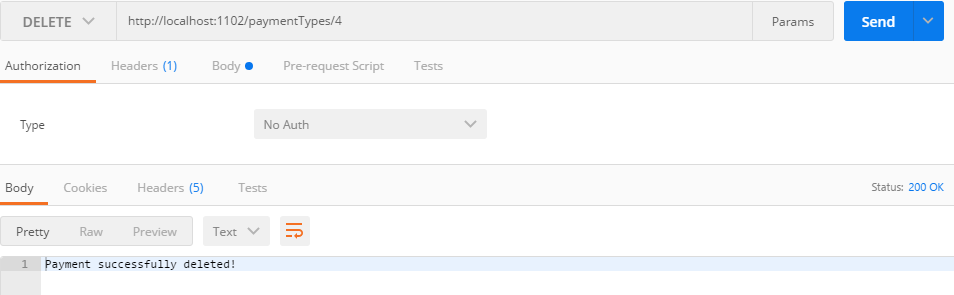 DELETE http://localhost:1102/paymentTypes/4 Params Send
Authorization Headers (1) Body Pre-request Script Tests
Type No Auth
Body Cookies Headers (5) Tests Status: 200 OK
Pretty Raw Preview Text
1 Payment successfully deleted!